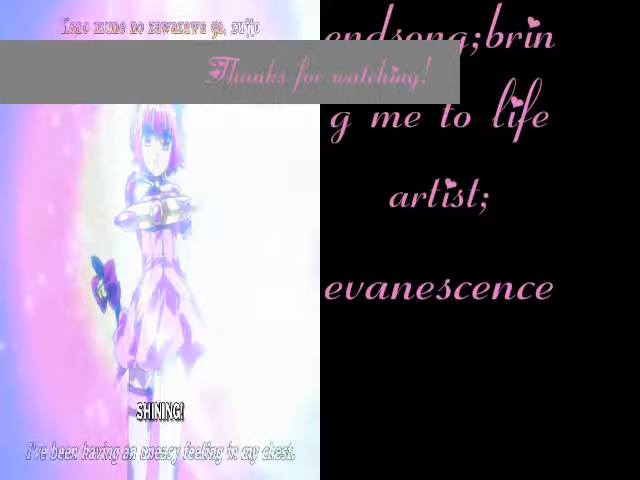 Kono mune no zawazawa ga, zutto
endsong;brin
Thanks for watching!
g me to life
artist;
evanescence
SHINING!
I've been having an uneasy feeling in my chest.